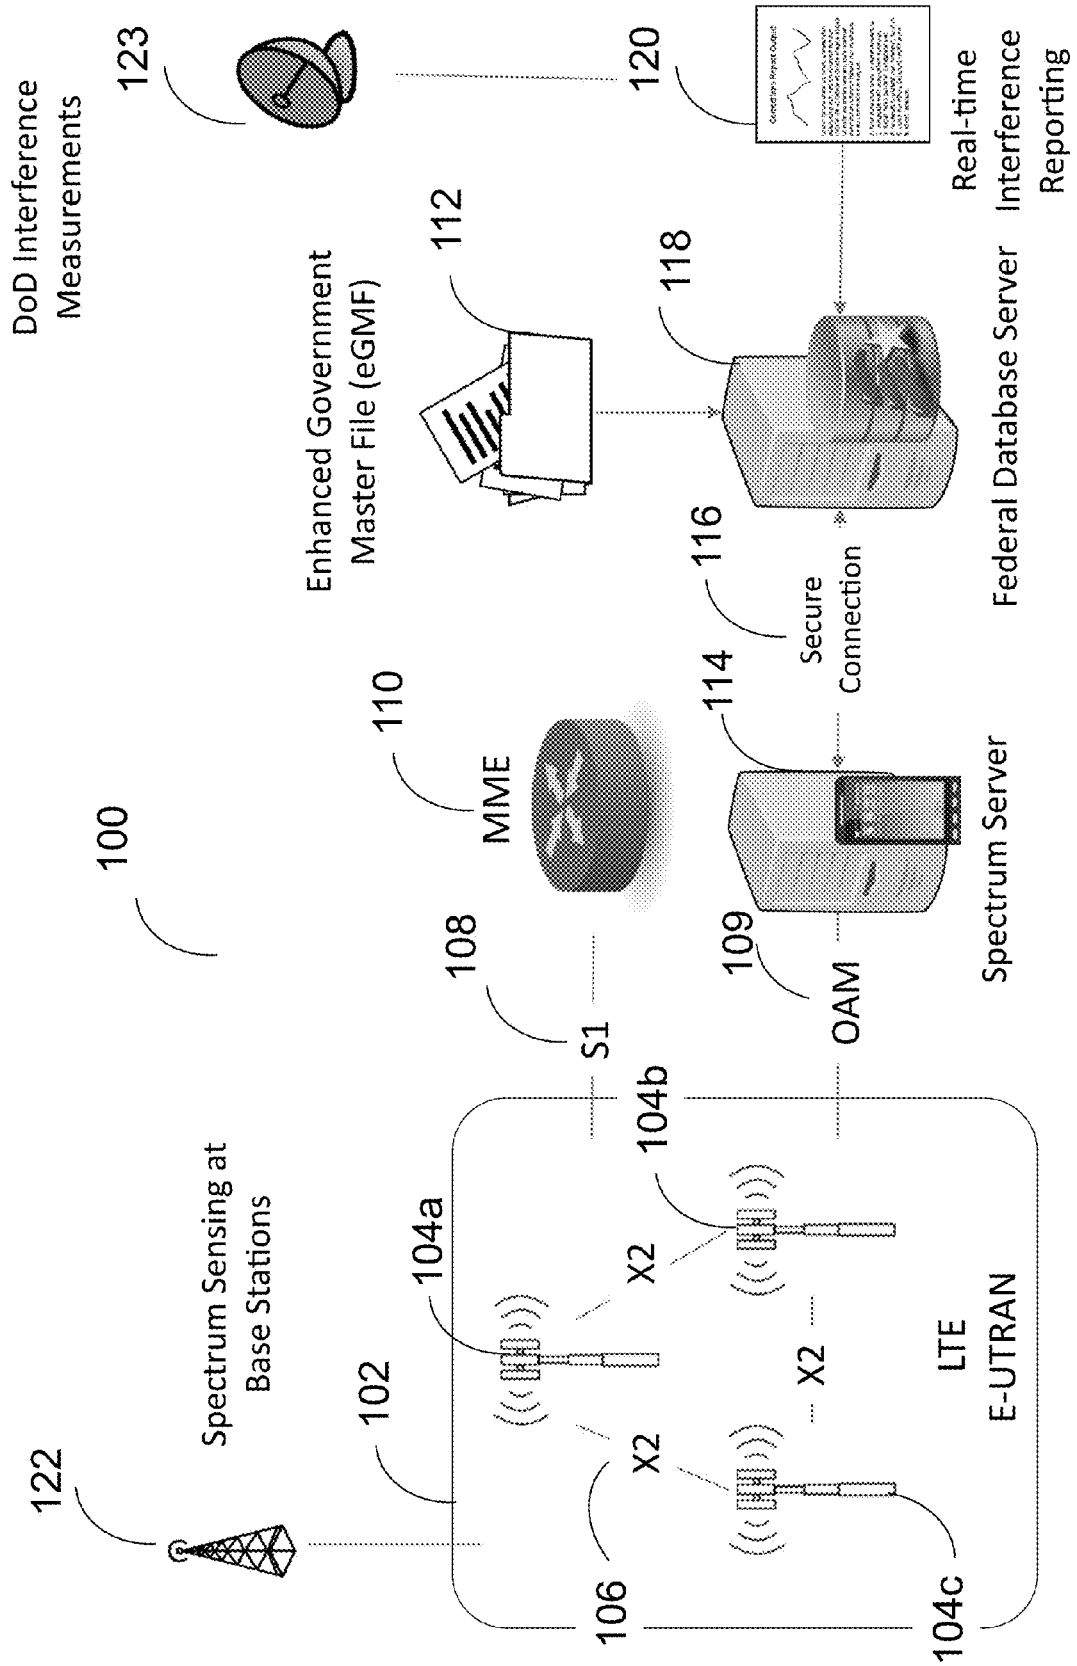 100
122
Spectrum Sensing at
Base Stations
DoD Interference
Measurements
123
102
104a
X2
X2
106
X2
104b
104c
LTE
E-UTRAN
108
S1
110
MME
Enhanced Government
Master File (eGMF)
112
109
OAM
114
Spectrum Server
116
Secure
Connection
118
Federal Database Server
120
Real-time
Interference
Reporting